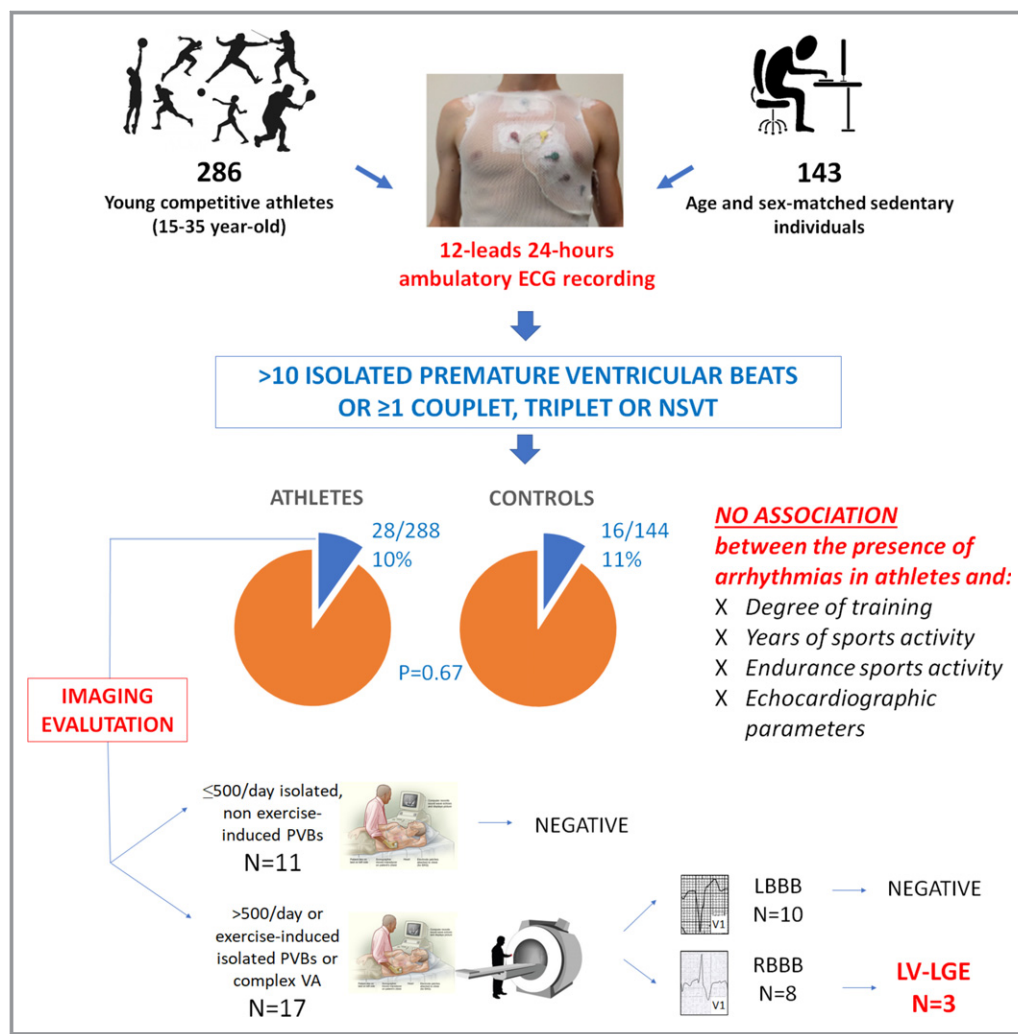 286
Young competitive athletes
(15-35 year-old)
143
Age and sex-matched sedentary
individuals
12-leads 24-hours
ambulatory ECG recording
>10 ISOLATED PREMATURE VENTRICULAR BEATS
OR ≥1 COUPLET, TRIPLET OR NSVT
ATHLETES
28/288
10%
CONTROLS
16/144
11%
P=0.67
NO ASSOCIATION
between the presence of
arrhythmias in athletes and:
X Degree of training
X Years of sports activity
X Endurance sports activity
X Echocardiographic
parameters
IMAGING
EVALUTATION
≤500/day isolated,
non exercise-
induced PVBs
N=11
NEGATIVE
>500/day or
exercise-induced
isolated PVBs or
complex VA
N=17
V1
LBBB
N=10
NEGATIVE
V1
RBBB
N=8
LV-LGE
N=3